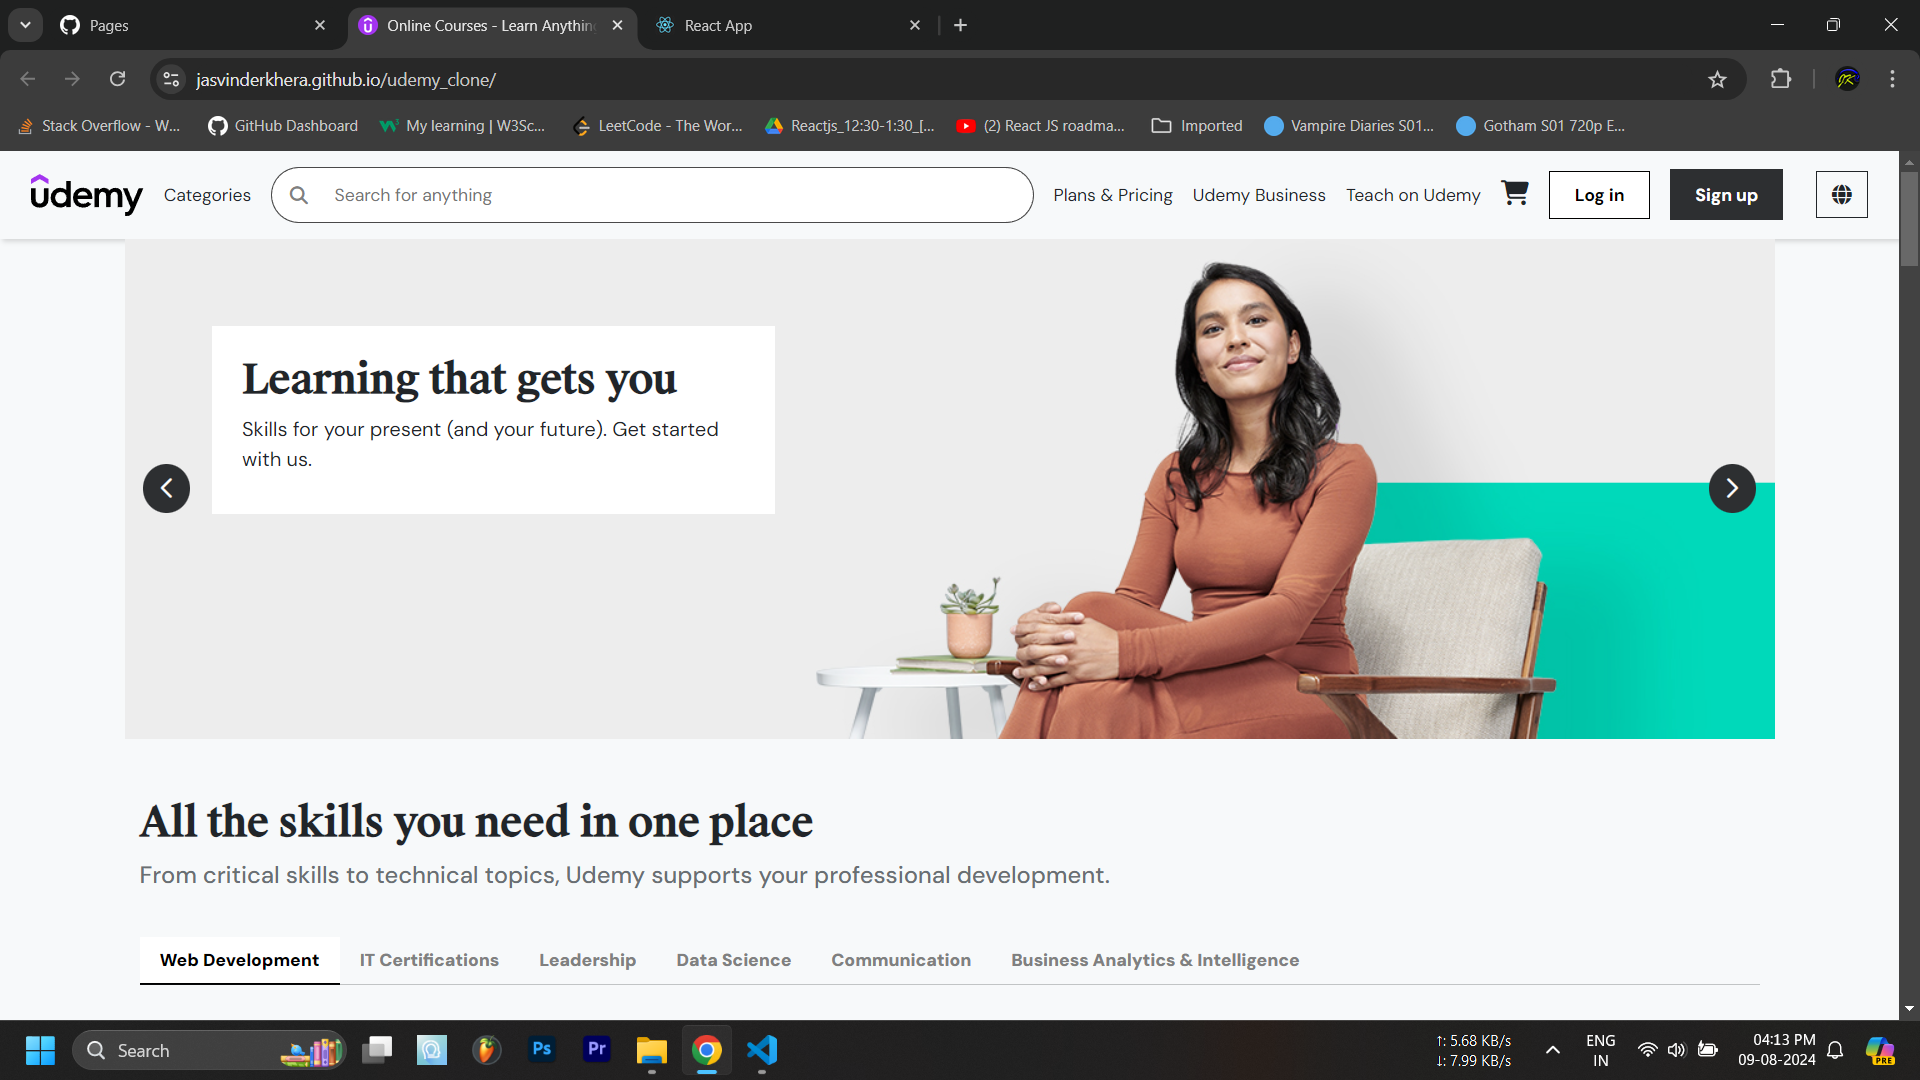 Pages
Online Courses - Learn Anything
React App
jasvinderkhera.github.io/udemy_clone/
Stack Overflow - W...
GitHub Dashboard
My learning | W3Sc...
LeetCode - The Wor...
Reactjs_12:30-1:30_[...
(2) React JS roadma...
Imported
Vampire Diaries S01...
Gotham S01 720p E...
udemy
Categories
Search for anything
Plans & Pricing
Udemy Business
Teach on Udemy
Log in
Sign up
Learning that gets you
Skills for your present (and your future). Get started
with us.
All the skills you need in one place
From critical skills to technical topics, Udemy supports your professional development.
Web Development
IT Certifications
Leadership
Data Science
Communication
Business Analytics & Intelligence
Search
Ps
Pr
↑: 5.68 KB/s
↓: 7.99 KB/s
ENG
IN
04:13 PM
09-08-2024
PRE